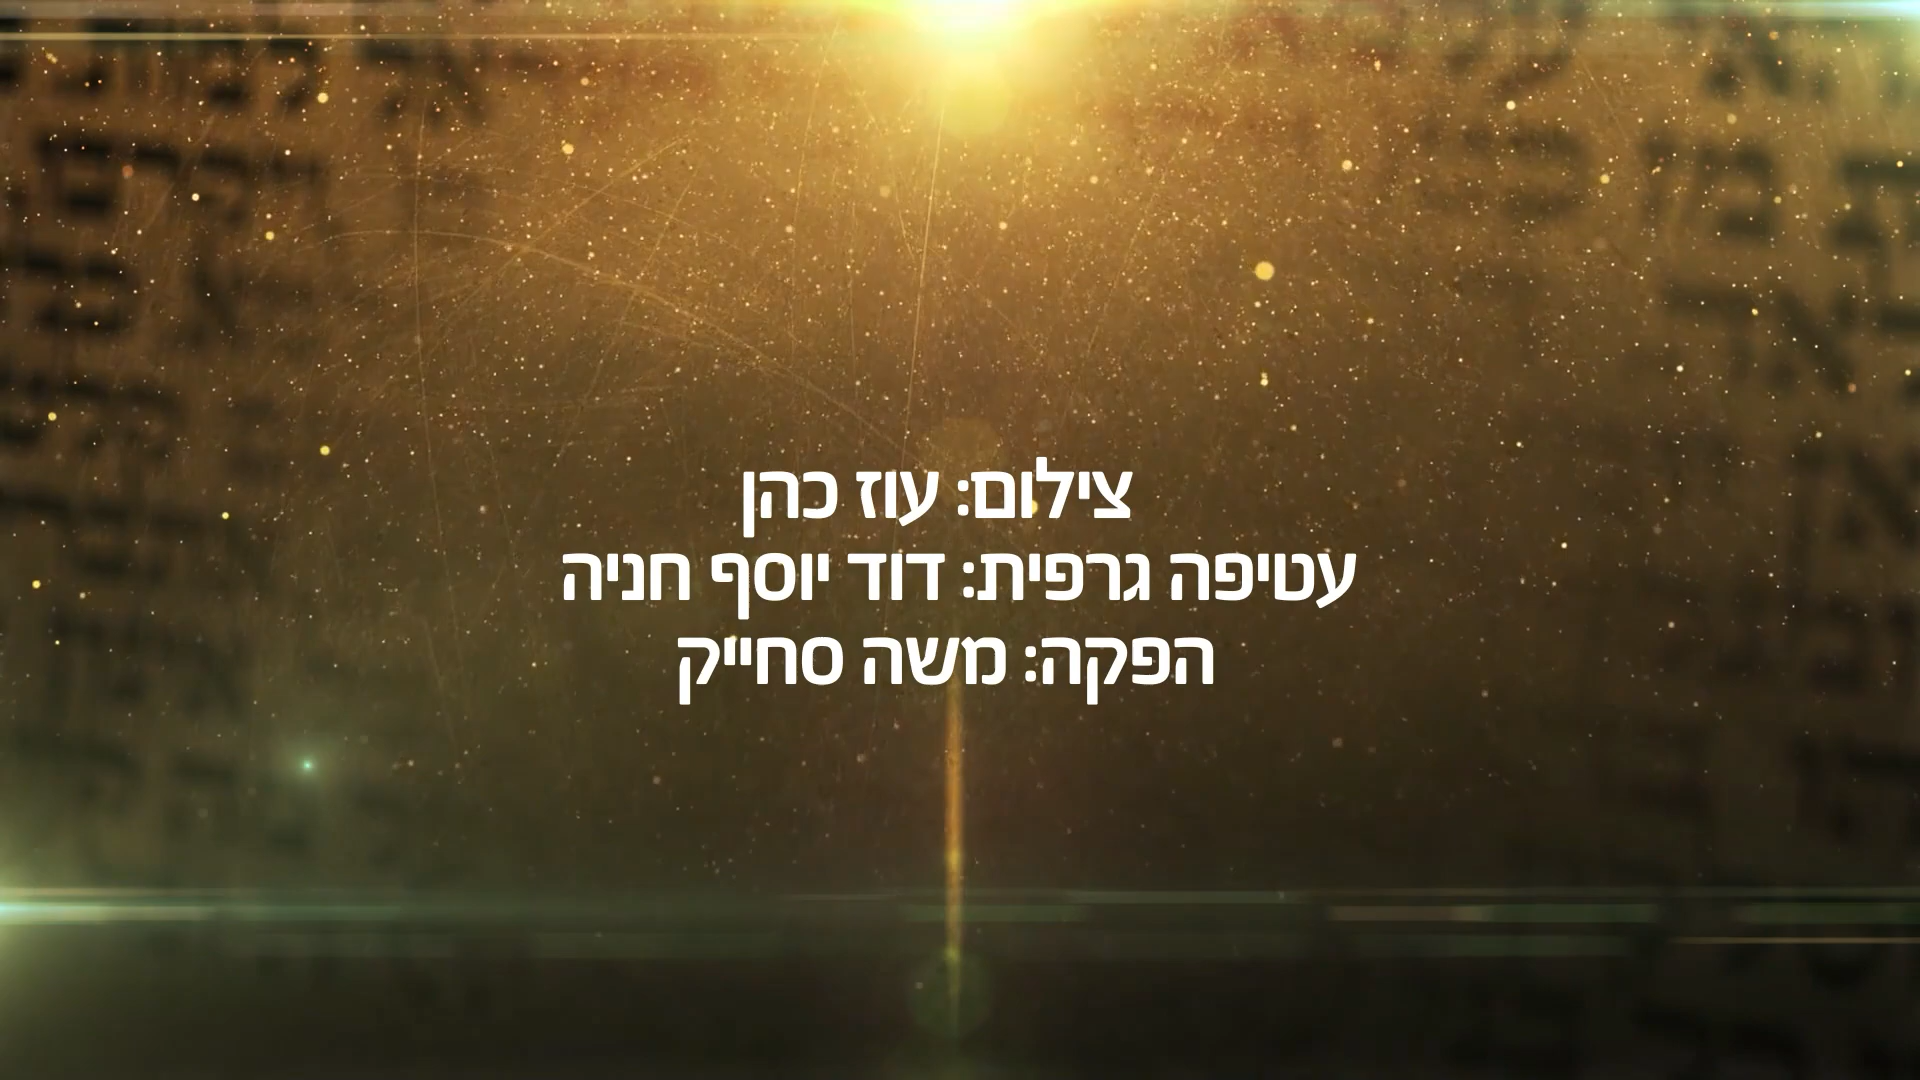 צילום: עוז כהן
עטיפה גרפית: דוד יוסף חניה
הפקה: משה סחייק